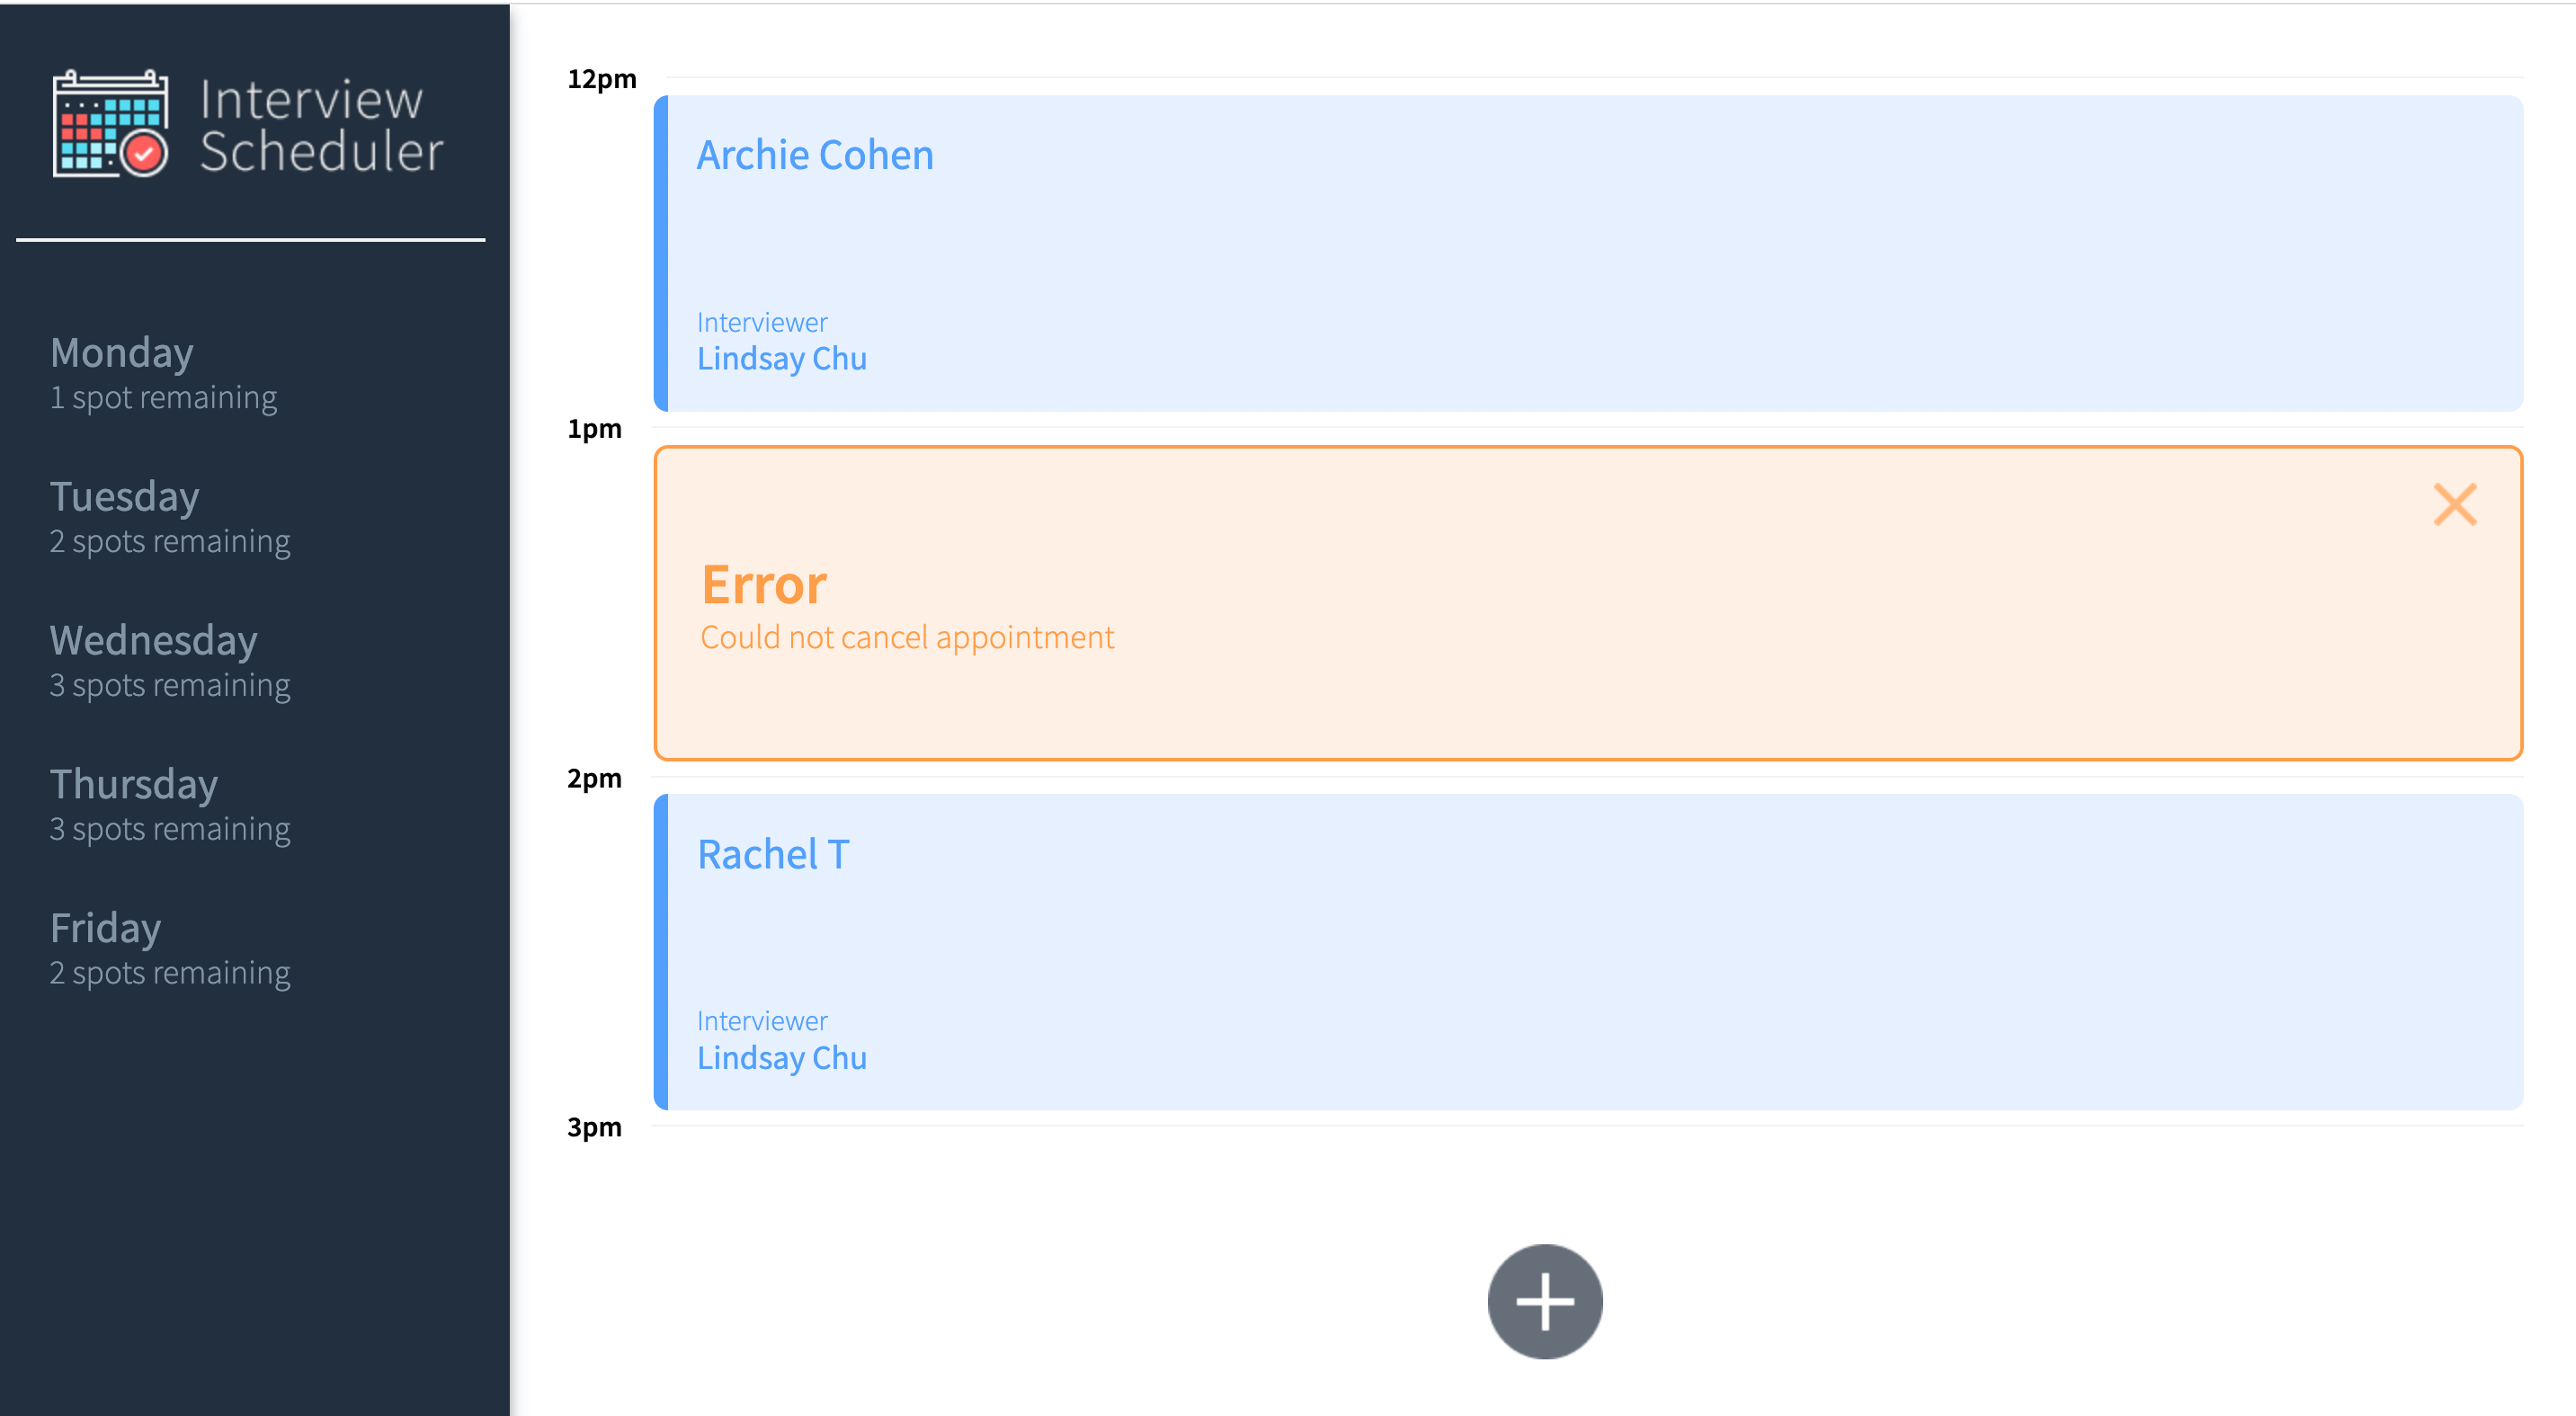 Interview
Scheduler
Monday
1 spot remaining
Tuesday
2 spots remaining
Wednesday
3 spots remaining
Thursday
3 spots remaining
Friday
2 spots remaining
12pm
Archie Cohen
Interviewer
Lindsay Chu
1pm
Error
Could not cancel appointment
2pm
Rachel T
Interviewer
Lindsay Chu
3pm